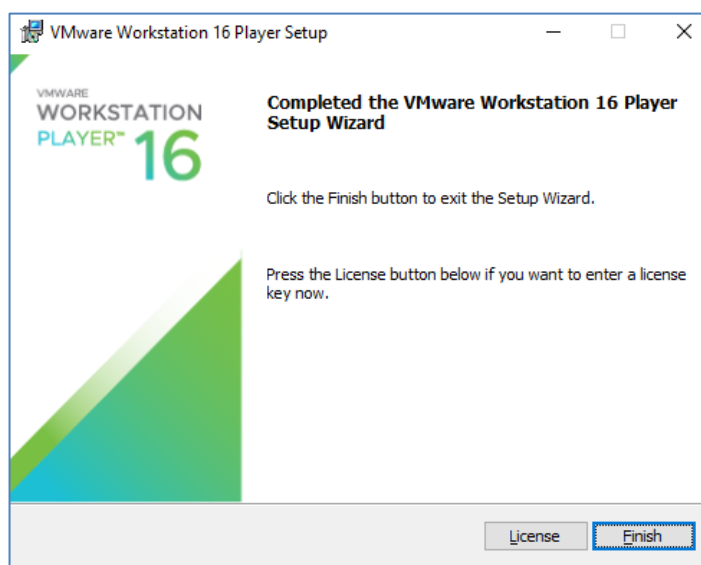 VMware Workstation 16 Player Setup
VMWARE
WORKSTATION
PLAYER™ 16
Completed the VMware Workstation 16 Player
Setup Wizard
Click the Finish button to exit the Setup Wizard.
Press the License button below if you want to enter a license
key now.
License
Finish